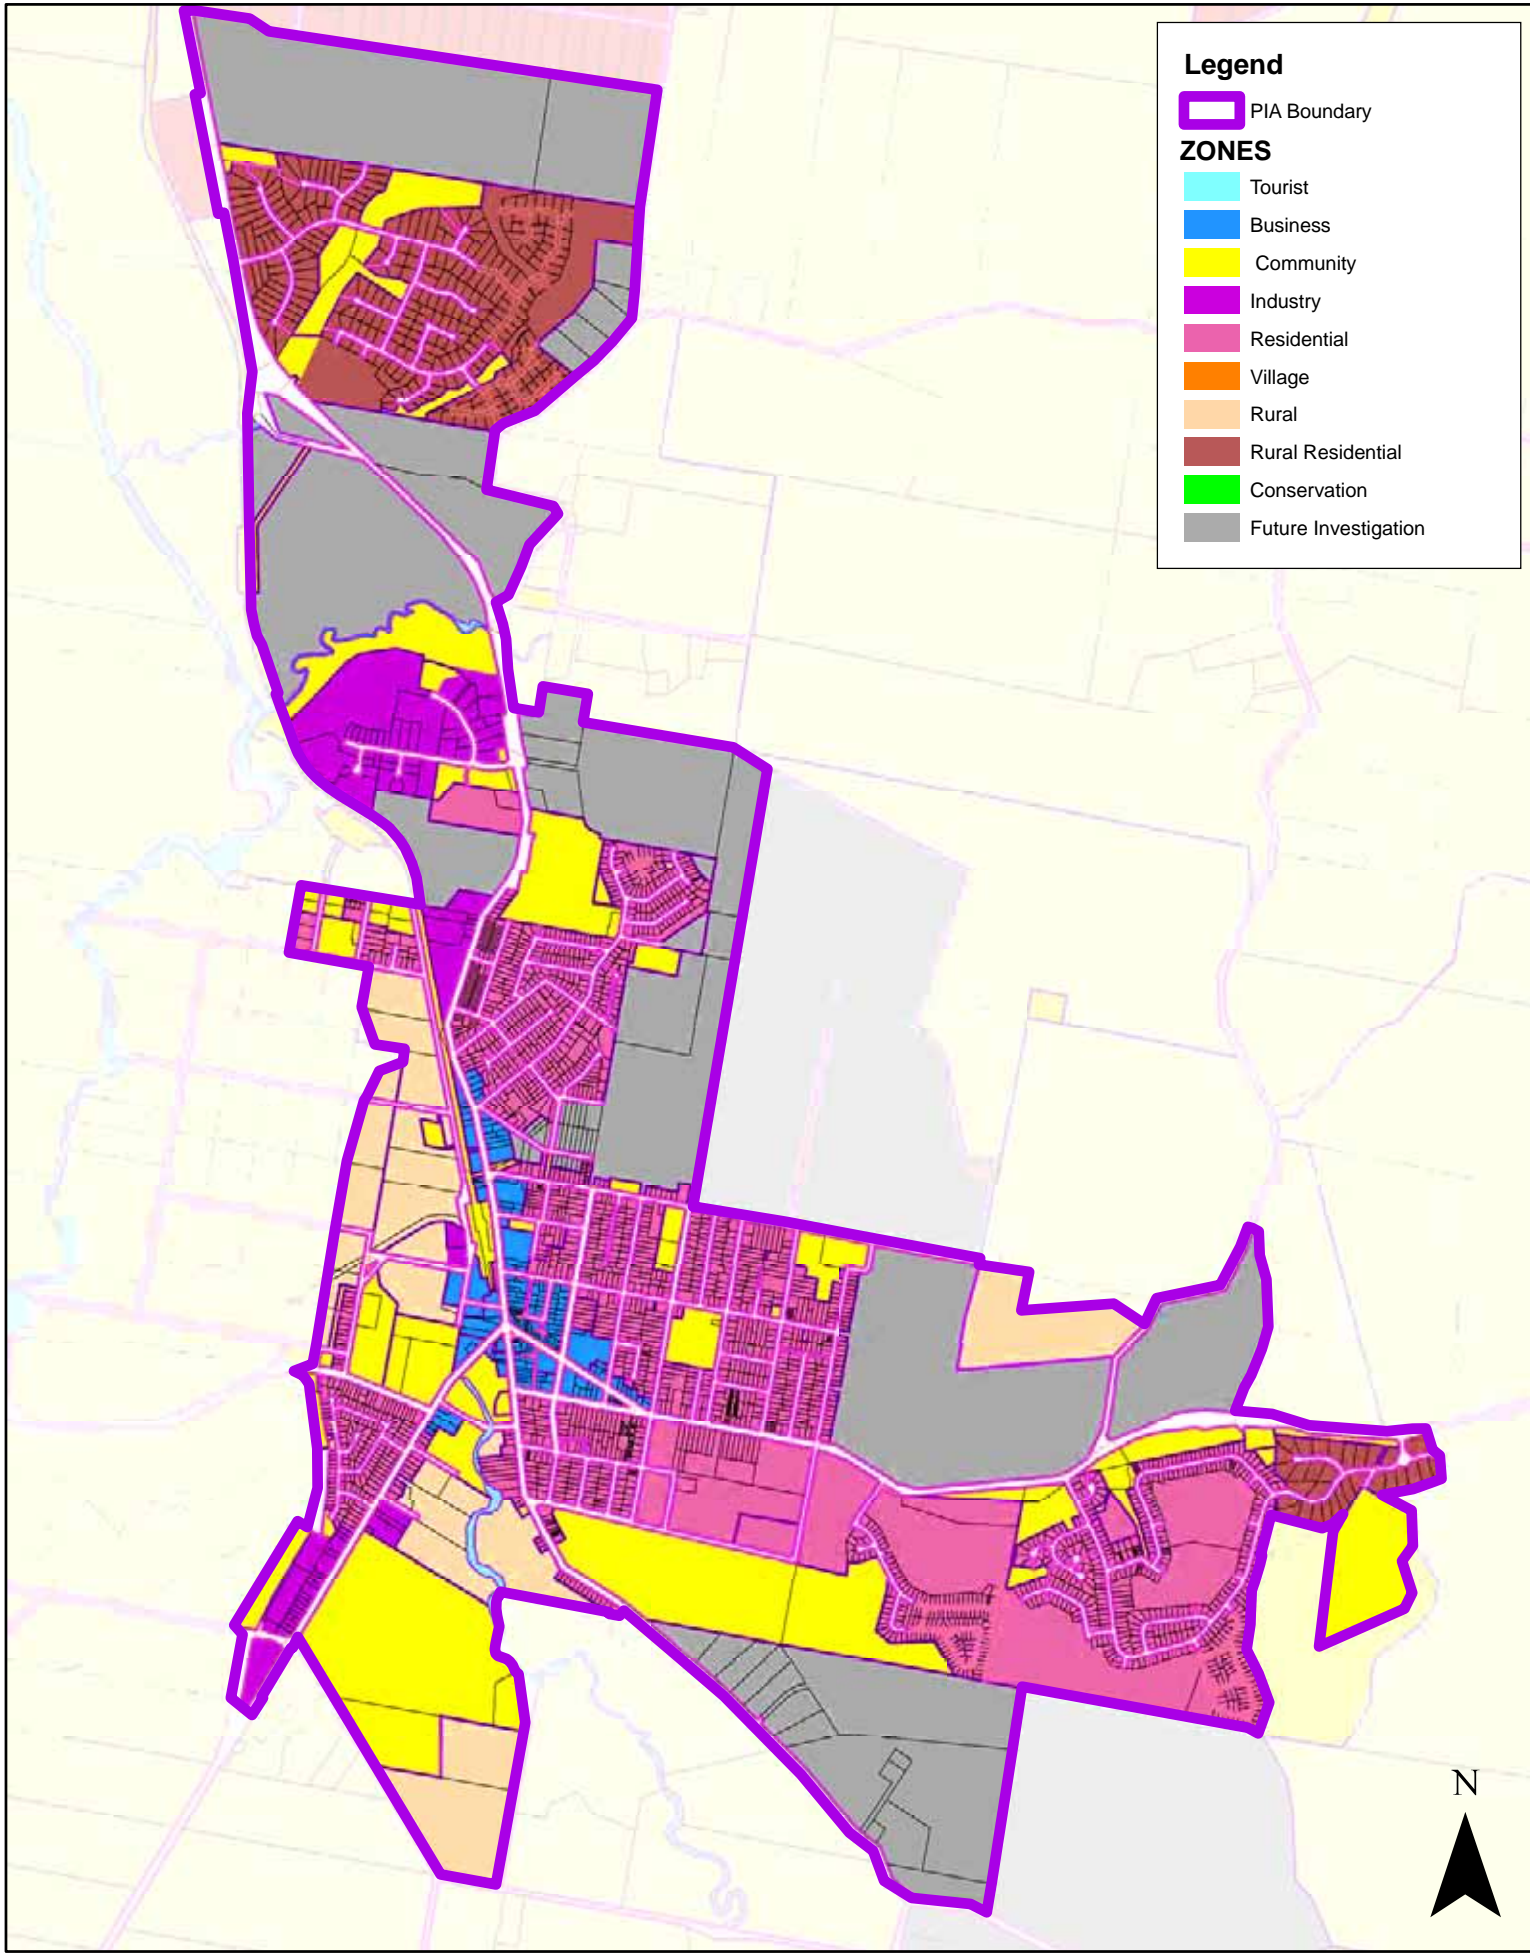 Legend
PIA Boundary
ZONES
Tourist
Business
Community
Industry
Residential
Village
Rural
Rural Residential
Conservation
Future Investigation
N